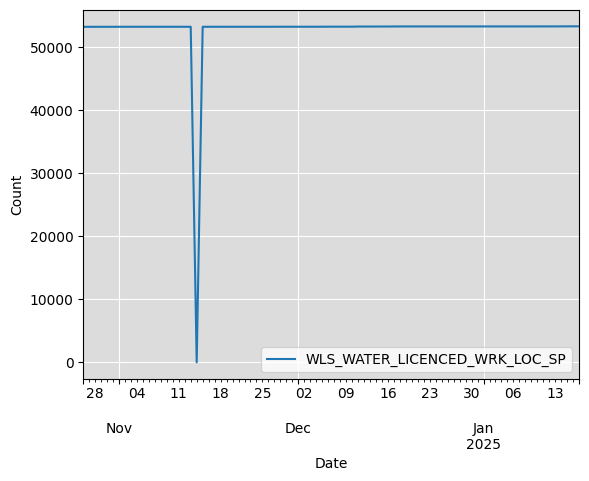 50000
40000
30000
20000
10000
0
Count
WLS_WATER_LICENCED_WRK_LOC_SP
28 04 11 18 25 02 09 16 23 30 06 13
Nov Dec Jan
2025
Date